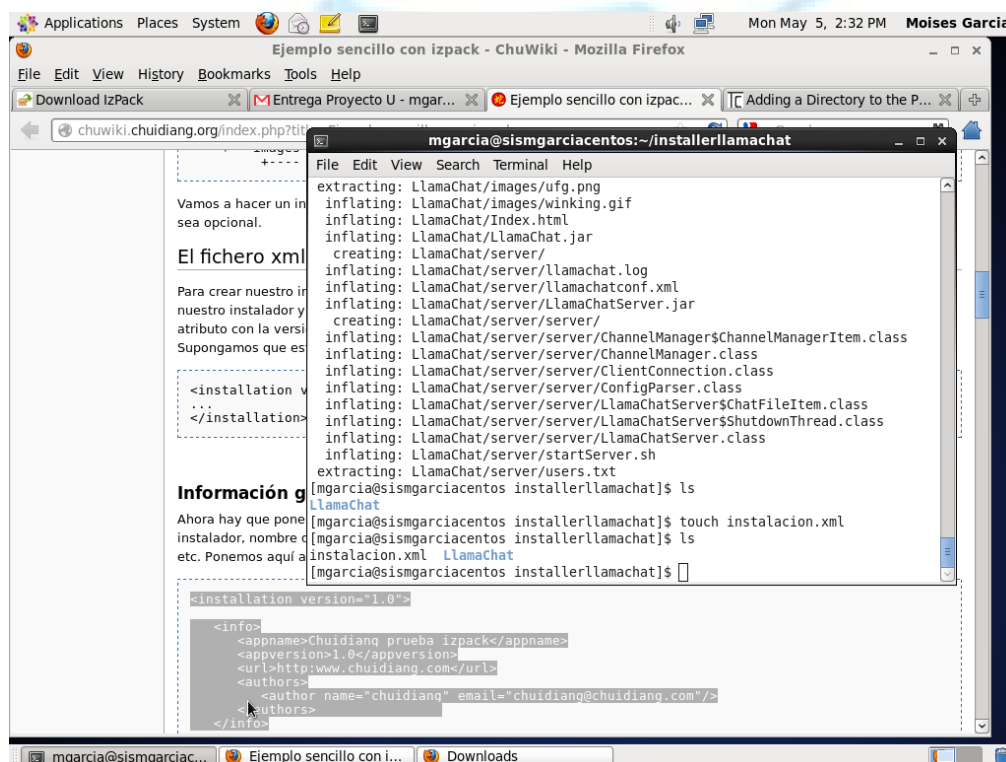 Applications Places System Mon May 5, 2:32 PM Moises Garcia
Ejemplo sencillo con izpack - ChuWiki - Mozilla Firefox
File Edit View History Bookmarks Tools Help
Download IzPack Entrega Proyecto U - mgar... Ejemplo sencillo con izpac... Adding a Directory to the P...
chuwiki.chuidiang.org/index.php?titl
images
+----
Vamos a hacer un in
sea opcional.
El fichero xml
Para crear nuestro in
nuestro instalador y
atributo con la versi
Supongamos que es
<installation v
...
</installation>
Información g
Ahora hay que pone
instalador, nombre d
etc. Ponemos aquí a
<installation version="1.0">
<info>
<appname>Chuidiang prueba izpack</appname>
<appversion>1.0</appversion>
<url>http:www.chuidiang.com</url>
<authors>
<author name="chuidiang" email="chuidiang@chuidiang.com"/>
</info>
mgarcia@sismgarciacentos:~/installerllamachat
File Edit View Search Terminal Help
extracting: LlamaChat/images/ufg.png
inflating: LlamaChat/images/winking.gif
inflating: LlamaChat/Index.html
inflating: LlamaChat/LlamaChat.jar
creating: LlamaChat/server/
inflating: LlamaChat/server/llamachat.log
inflating: LlamaChat/server/llamachatconf.xml
inflating: LlamaChat/server/LlamaChatServer.jar
creating: LlamaChat/server/server/
inflating: LlamaChat/server/server/ChannelManager$ChannelManagerItem.class
inflating: LlamaChat/server/server/ChannelManager.class
inflating: LlamaChat/server/server/ClientConnection.class
inflating: LlamaChat/server/server/ConfigParser.class
inflating: LlamaChat/server/server/LlamaChatServer$ChatFileItem.class
inflating: LlamaChat/server/server/LlamaChatServer$ShutdownThread.class
inflating: LlamaChat/server/server/LlamaChatServer.class
inflating: LlamaChat/server/startServer.sh
extracting: LlamaChat/server/users.txt
[mgarcia@sismgarciacentos installerllamachat]$ ls
LlamaChat
[mgarcia@sismgarciacentos installerllamachat]$ touch instalacion.xml
[mgarcia@sismgarciacentos installerllamachat]$ ls
instalacion.xml LlamaChat
[mgarcia@sismgarciacentos installerllamachat]$
mgarcia@sismgarciac... Ejemplo sencillo con i... Downloads